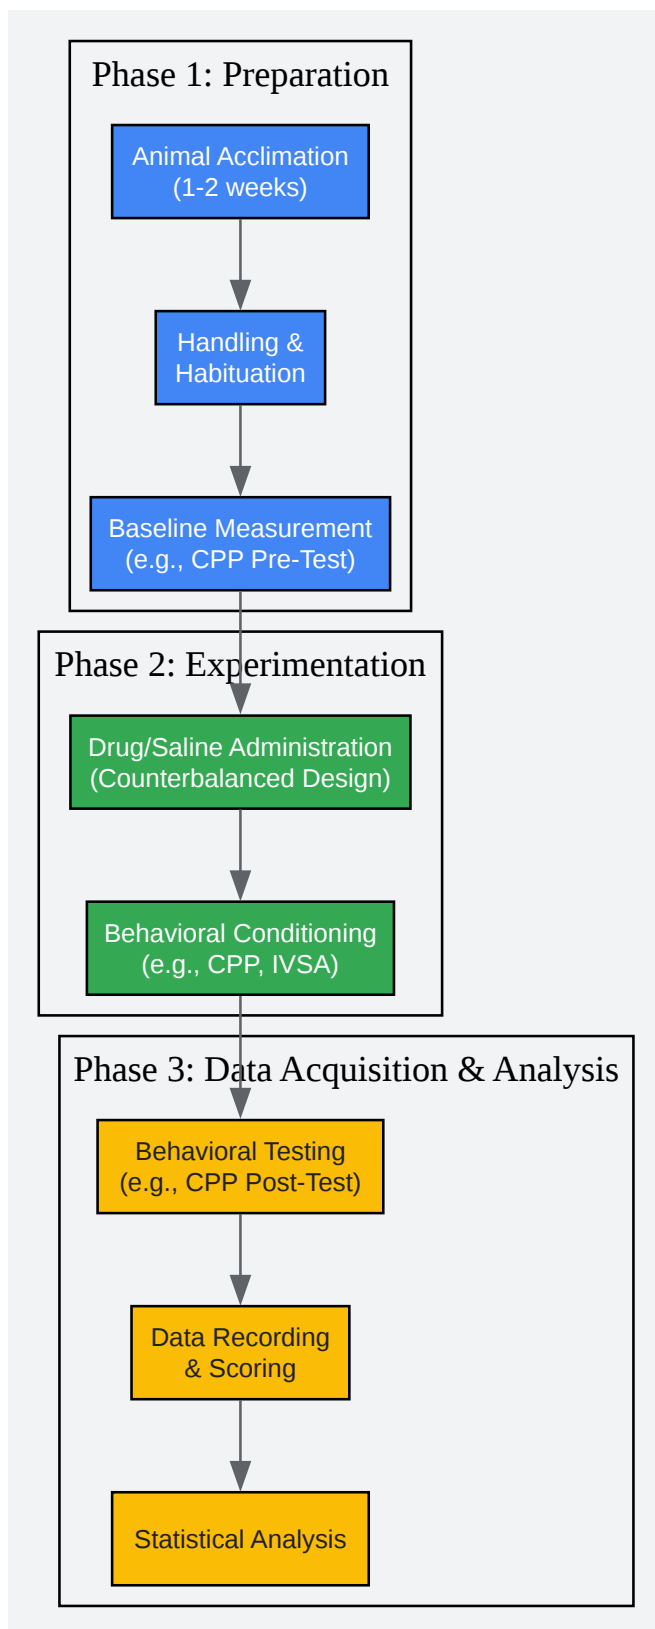 Phase 1: Preparation
Animal Acclimation
(1-2 weeks)
Handling &
Habituation
Baseline Measurement
(e.g., CPP Pre-Test)
Phase 2: Experimentation
Drug/Saline Administration
(Counterbalanced Design)
Behavioral Conditioning
(e.g., CPP, IVSA)
Phase 3: Data Acquisition & Analysis
Behavioral Testing
(e.g., CPP Post-Test)
Data Recording
& Scoring
Statistical Analysis